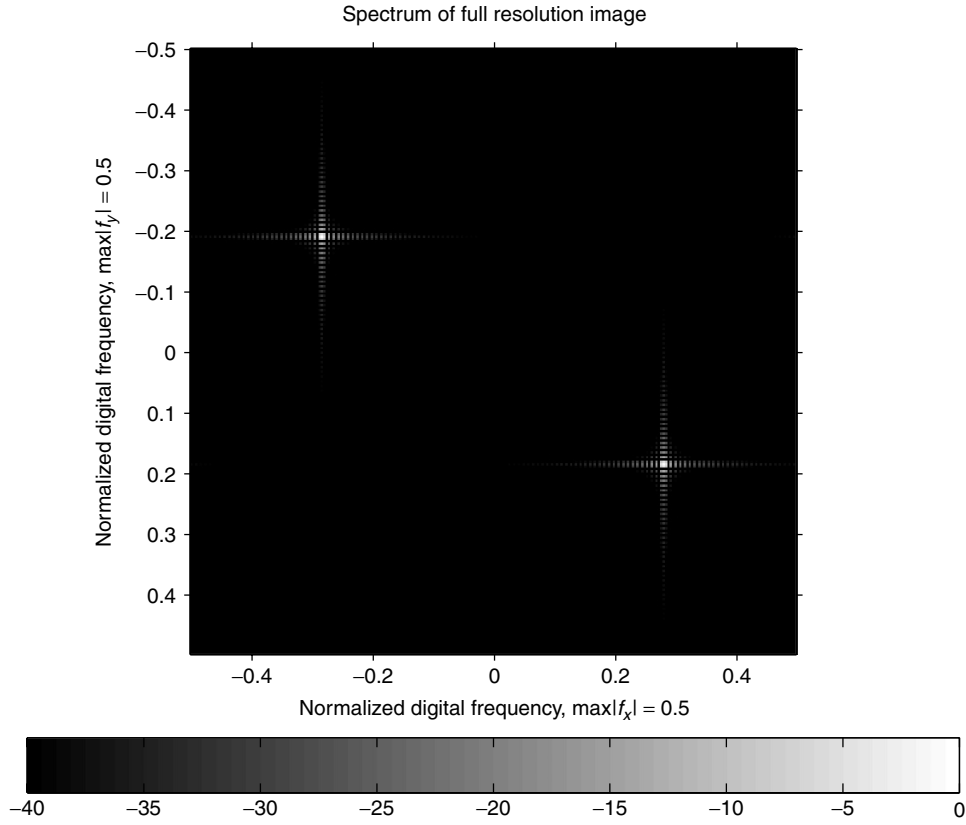 Spectrum of full resolution image
Normalized digital frequency, max|f_y| = 0.5
−0.5
−0.4
−0.3
−0.2
−0.1
0
0.1
0.2
0.3
0.4
−0.4 −0.2 0 0.2 0.4
Normalized digital frequency, max|f_x| = 0.5
−40 −35 −30 −25 −20 −15 −10 −5 0